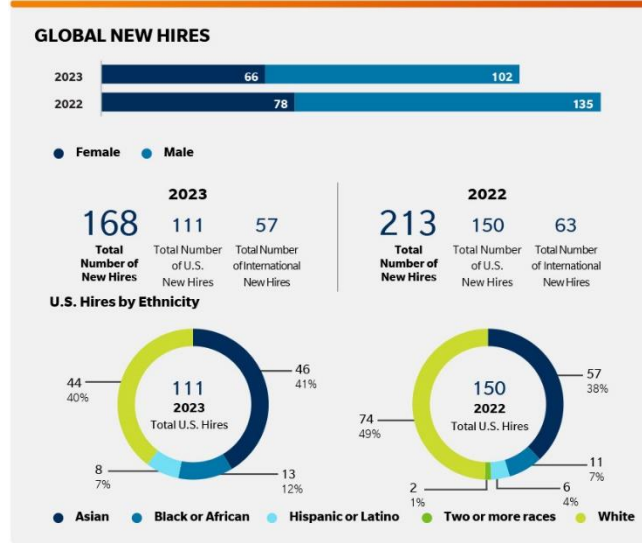 GLOBAL NEW HIRES
2023 66 102
2022 78 135
Female Male
2023
168 111 57
Total Total Number Total Number
Number of of U.S. of International
New Hires New Hires New Hires
2022
213 150 63
Total Total Number Total Number
Number of of U.S. of International
New Hires New Hires New Hires
U.S. Hires by Ethnicity
44
40%
46
41%
111
2023
Total U.S. Hires
8
7%
13
12%
57
38%
74
49%
150
2022
Total U.S. Hires
11
7%
2
1%
6
4%
Asian Black or African Hispanic or Latino Two or more races White